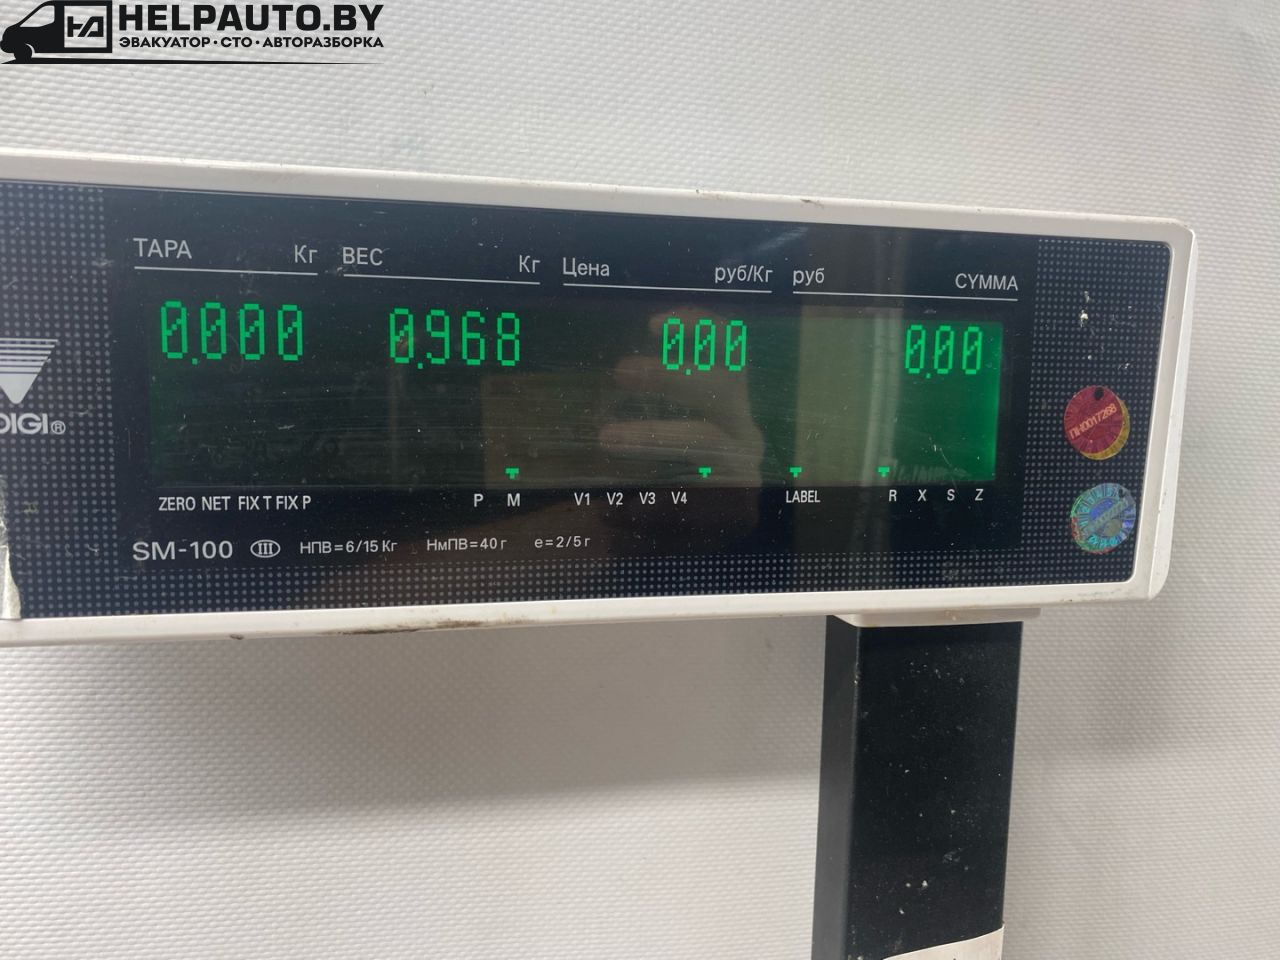 HELPAUTO.BY
ЭВАКУАТОР·СТО·АВТОРАЗБОРКА
ТАРА Кг ВЕС Кг Цена руб/Кг руб СУММА
0.000 0.968 0.00 0.00
DIGI®
ПН0017268
ZERO NET FIX T FIX P P M V1 V2 V3 V4 LABEL R X S Z
SM-100 III НПВ=6/15 Кг НмПВ=40 г e=2/5 г